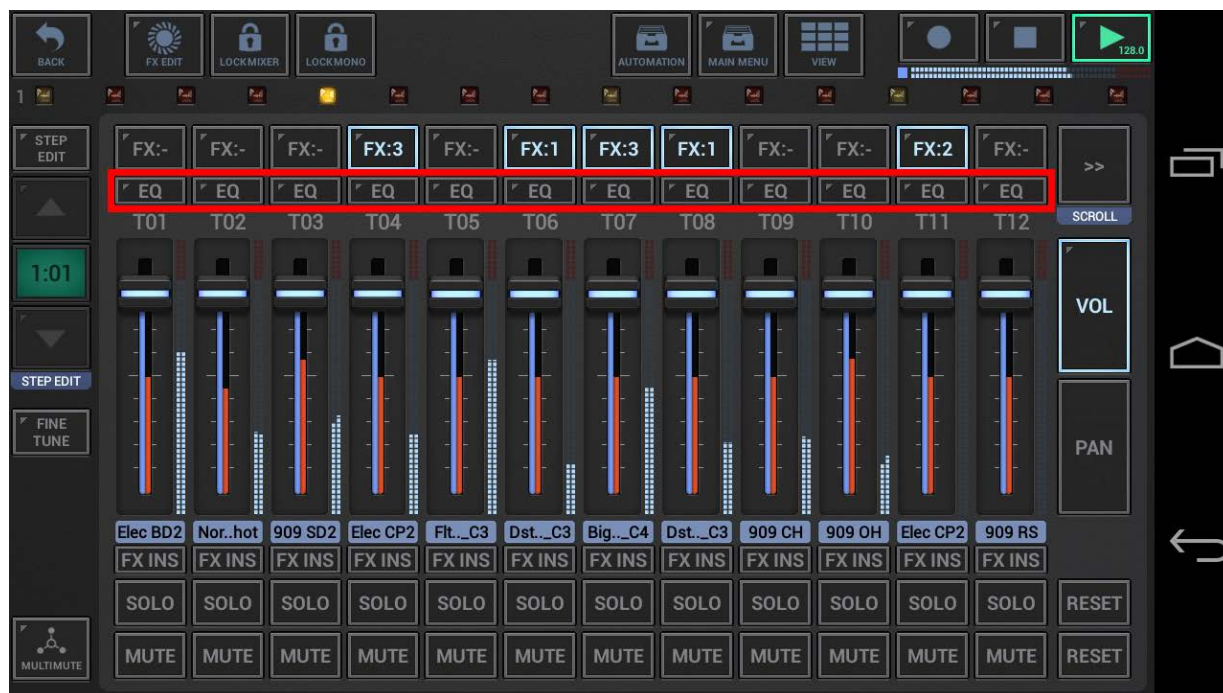 BACK FX EDIT LOCKMIXER LOCKMONO AUTOMATION MAIN MENU VIEW 128.0
1
STEP EDIT FX:- FX:- FX:- FX:3 FX:- FX:1 FX:3 FX:1 FX:- FX:- FX:2 FX:- >>
EQ EQ EQ EQ EQ EQ EQ EQ EQ EQ EQ EQ
T01 T02 T03 T04 T05 T06 T07 T08 T09 T10 T11 T12 SCROLL
1:01 VOL
STEP EDIT
FINE TUNE PAN
Elec BD2 Nor..hot 909 SD2 Elec CP2 Flt.._C3 Dst.._C3 Big.._C4 Dst.._C3 909 CH 909 OH Elec CP2 909 RS
FX INS FX INS FX INS FX INS FX INS FX INS FX INS FX INS FX INS FX INS FX INS FX INS
SOLO SOLO SOLO SOLO SOLO SOLO SOLO SOLO SOLO SOLO SOLO SOLO RESET
MULTIMUTE MUTE MUTE MUTE MUTE MUTE MUTE MUTE MUTE MUTE MUTE MUTE MUTE RESET